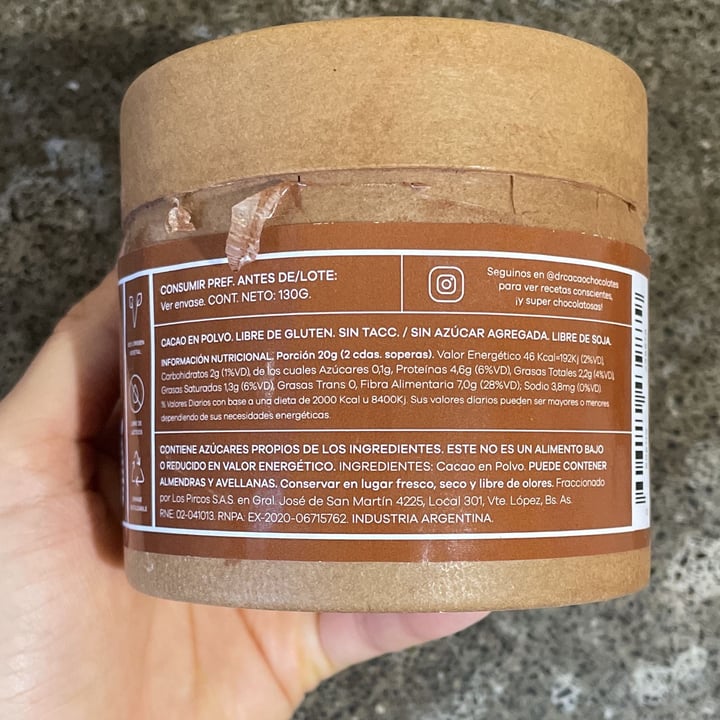 CONSUMIR PREF. ANTES DE/LOTE:
Ver envase. CONT. NETO: 130G.
Seguinos en @drcacaochocolates
para ver recetas conscientes,
¡y super chocolatosas!
CACAO EN POLVO. LIBRE DE GLUTEN. SIN TACC. / SIN AZÚCAR AGREGADA. LIBRE DE SOJA.
INFORMACIÓN NUTRICIONAL. Porción 20g (2 cdas. soperas). Valor Energético 46 Kcal=192Kj (2%VD),
Carbohidratos 2g (1%VD), de los cuales Azúcares 0,1g, Proteínas 4,6g (6%VD), Grasas Totales 2,2g (4%VD),
Grasas Saturadas 1,3g (6%VD), Grasas Trans 0, Fibra Alimentaria 7,0g (28%VD); Sodio 3,8mg (0%VD)
% Valores Diarios con base a una dieta de 2000 Kcal u 8400Kj. Sus valores diarios pueden ser mayores o menores
dependiendo de sus necesidades energéticas.
CONTIENE AZÚCARES PROPIOS DE LOS INGREDIENTES. ESTE NO ES UN ALIMENTO BAJO
O REDUCIDO EN VALOR ENERGÉTICO. INGREDIENTES: Cacao en Polvo. PUEDE CONTENER
ALMENDRAS Y AVELLANAS. Conservar en lugar fresco, seco y libre de olores. Fraccionado
por Los Pircos S.A.S. en Gral. José de San Martín 4225, Local 301, Vte. López, Bs. As.
RNE: 02-041013. RNPA: EX-2020-06715762. INDUSTRIA ARGENTINA.